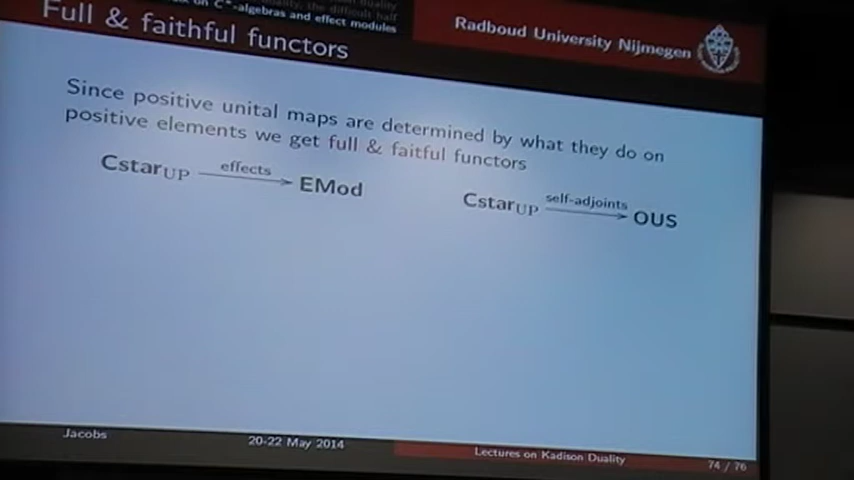 on C*-algebras and effect modules
Radboud University Nijmegen
Full & faithful functors
Since positive unital maps are determined by what they do on
positive elements we get full & faitful functors
CstarUP effects EMod
CstarUP self-adjoints OUS
Jacobs 20-22 May 2014 Lectures on Kadison Duality 74 / 76